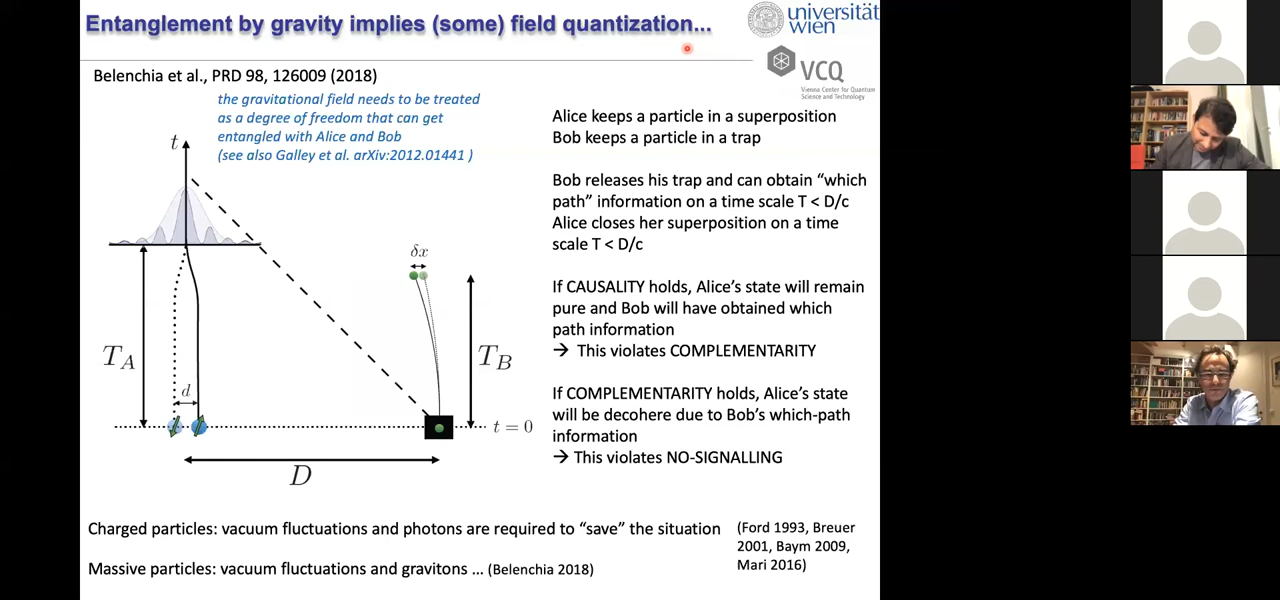 Entanglement by gravity implies (some) field quantization...
universität
wien
VCQ
Vienna Center for Quantum
Science and Technology
Belenchia et al., PRD 98, 126009 (2018)
the gravitational field needs to be treated
as a degree of freedom that can get
entangled with Alice and Bob
(see also Galley et al. arXiv:2012.01441 )
Alice keeps a particle in a superposition
Bob keeps a particle in a trap
Bob releases his trap and can obtain “which
path” information on a time scale T < D/c
Alice closes her superposition on a time
scale T < D/c
If CAUSALITY holds, Alice’s state will remain
pure and Bob will have obtained which
path information
→ This violates COMPLEMENTARITY
If COMPLEMENTARITY holds, Alice’s state
will be decohere due to Bob’s which-path
information
→ This violates NO-SIGNALLING
t
δx
T_A
T_B
d
t = 0
D
Charged particles: vacuum fluctuations and photons are required to “save” the situation
(Ford 1993, Breuer
2001, Baym 2009,
Mari 2016)
Massive particles: vacuum fluctuations and gravitons ... (Belenchia 2018)